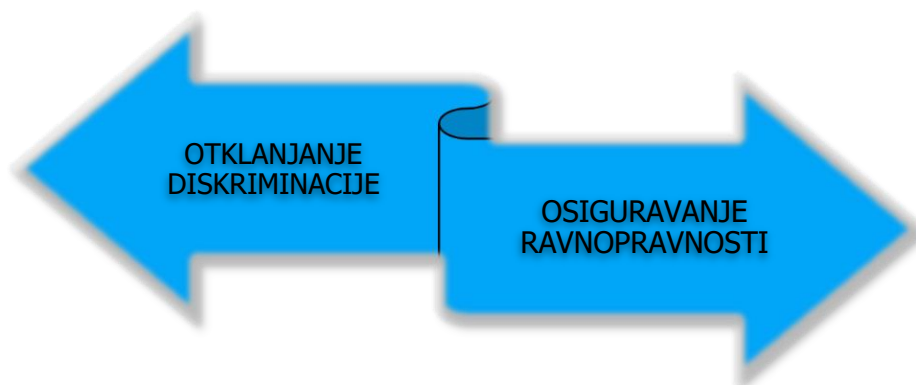 OTKLANJANJE
DISKRIMINACIJE
OSIGURAVANJE
RAVNOPRAVNOSTI